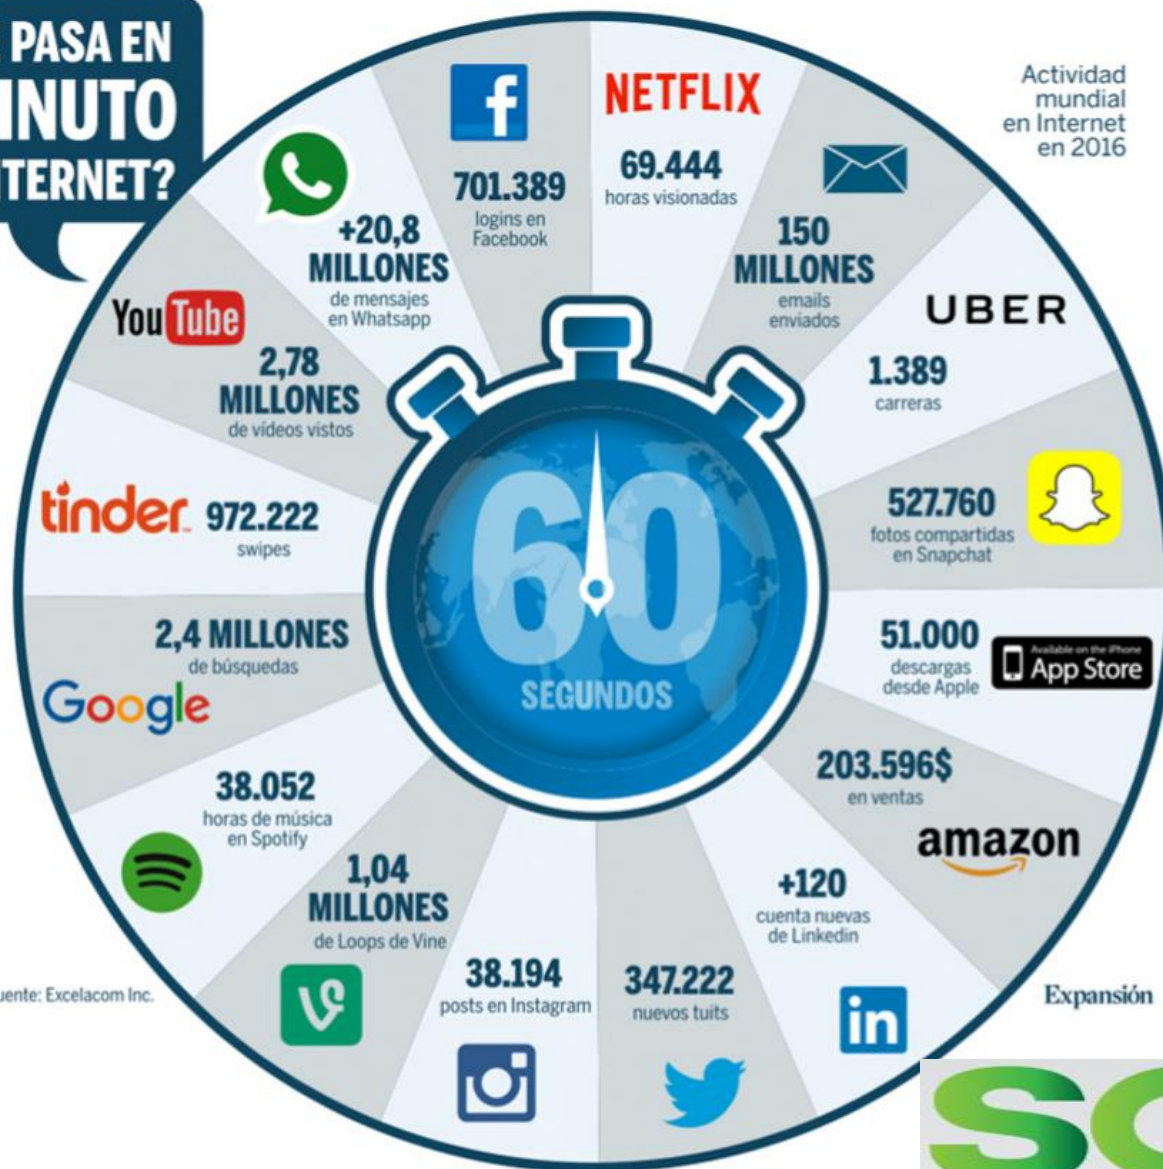 PASA EN
INUTO
TERNET?
Actividad
mundial
en Internet
en 2016
701.389
logins en
Facebook
NETFLIX
69.444
horas visionadas
150
MILLONES
emails
enviados
UBER
1.389
carreras
527.760
fotos compartidas
en Snapchat
51.000
descargas
desde Apple
Available on the iPhone
App Store
203.596$
en ventas
amazon
+120
cuenta nuevas
de Linkedin
in
347.222
nuevos tuits
38.194
posts en Instagram
1,04
MILLONES
de Loops de Vine
38.052
horas de música
en Spotify
2,4 MILLONES
de búsquedas
Google
tinder
972.222
swipes
YouTube
2,78
MILLONES
de vídeos vistos
+20,8
MILLONES
de mensajes
en Whatsapp
60
SEGUNDOS
uente: Excelacom Inc.
Expansión